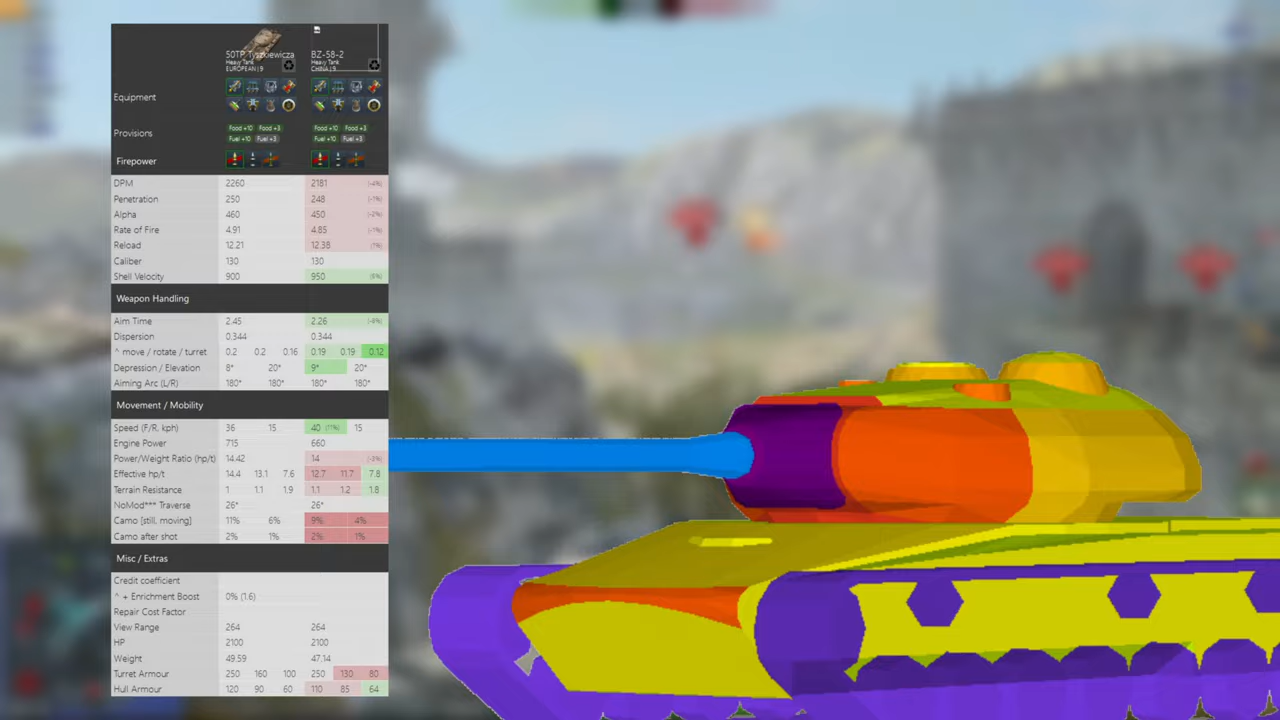 50TP Tyszkiewicza BZ-58-2
Heavy Tank Heavy Tank
EUROPEAN | 9 CHINA | 9
Equipment
Provisions Food +10 Food +3 Food +10 Food +3
Fuel +10 Fuel +3 Fuel +10 Fuel +3
Firepower
DPM 2260 2181 (-4%)
Penetration 250 248 (-1%)
Alpha 460 450 (-2%)
Rate of Fire 4.91 4.85 (-1%)
Reload 12.21 12.38 (1%)
Caliber 130 130
Shell Velocity 900 950 (6%)
Weapon Handling
Aim Time 2.45 2.26 (-8%)
Dispersion 0.344 0.344
^ move / rotate / turret 0.2 0.2 0.16 0.19 0.19 0.12
Depression / Elevation 8° 20° 9° 20°
Aiming Arc (L/R) 180° 180° 180° 180°
Movement / Mobility
Speed (F/R, kph) 36 15 40 (11%) 15
Engine Power 715 660
Power/Weight Ratio (hp/t) 14.42 14 (-3%)
Effective hp/t 14.4 13.1 7.6 12.7 11.7 7.8
Terrain Resistance 1 1.1 1.9 1.1 1.2 1.8
NoMod*** Traverse 26° 26°
Camo [still, moving] 11% 6% 9% 4%
Camo after shot 2% 1% 2% 1%
Misc / Extras
Credit coefficient
^ + Enrichment Boost 0% (1.6)
Repair Cost Factor
View Range 264 264
HP 2100 2100
Weight 49.59 47.14
Turret Armour 250 160 100 250 130 80
Hull Armour 120 90 60 110 85 64